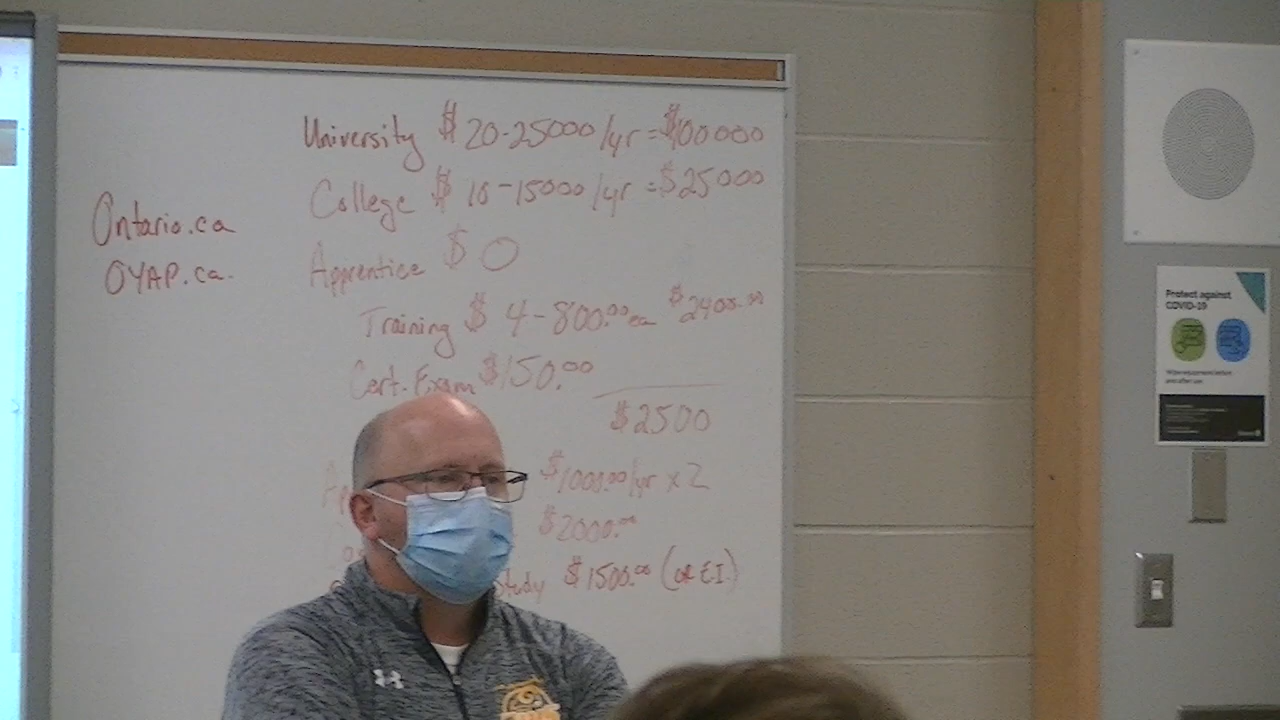 University $20-25000/yr = $100000
College $10-15000/yr = $25000
Apprentice $0
Training $4-800.00 ea $2400.00
Cert. Exam $150.00
$2500
$1000.00/yr x 2
$2000.00
Study $1500.00 (or E.I.)
Ontario.ca
OYAP.ca.
Protect against
COVID-19